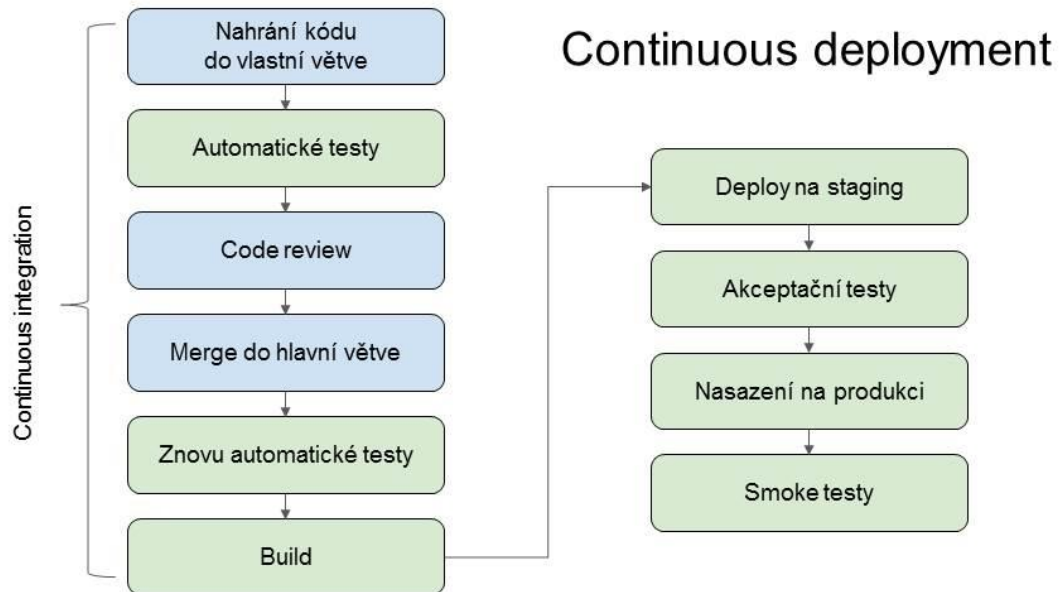 Continuous deployment
Continuous integration
Nahrání kódu
do vlastní větve
Automatické testy
Code review
Merge do hlavní větve
Znovu automatické testy
Build
Deploy na staging
Akceptační testy
Nasazení na produkci
Smoke testy